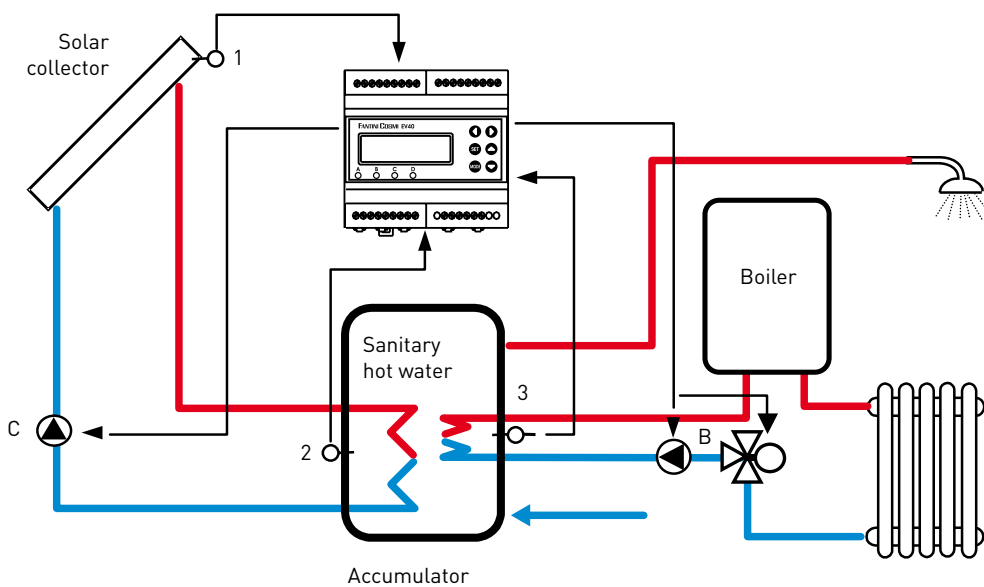 Solar
collector
1
FANTINI COSMI EV40
SET
MODE
A B C D
Boiler
Sanitary
hot water
3
C
2
B
Accumulator